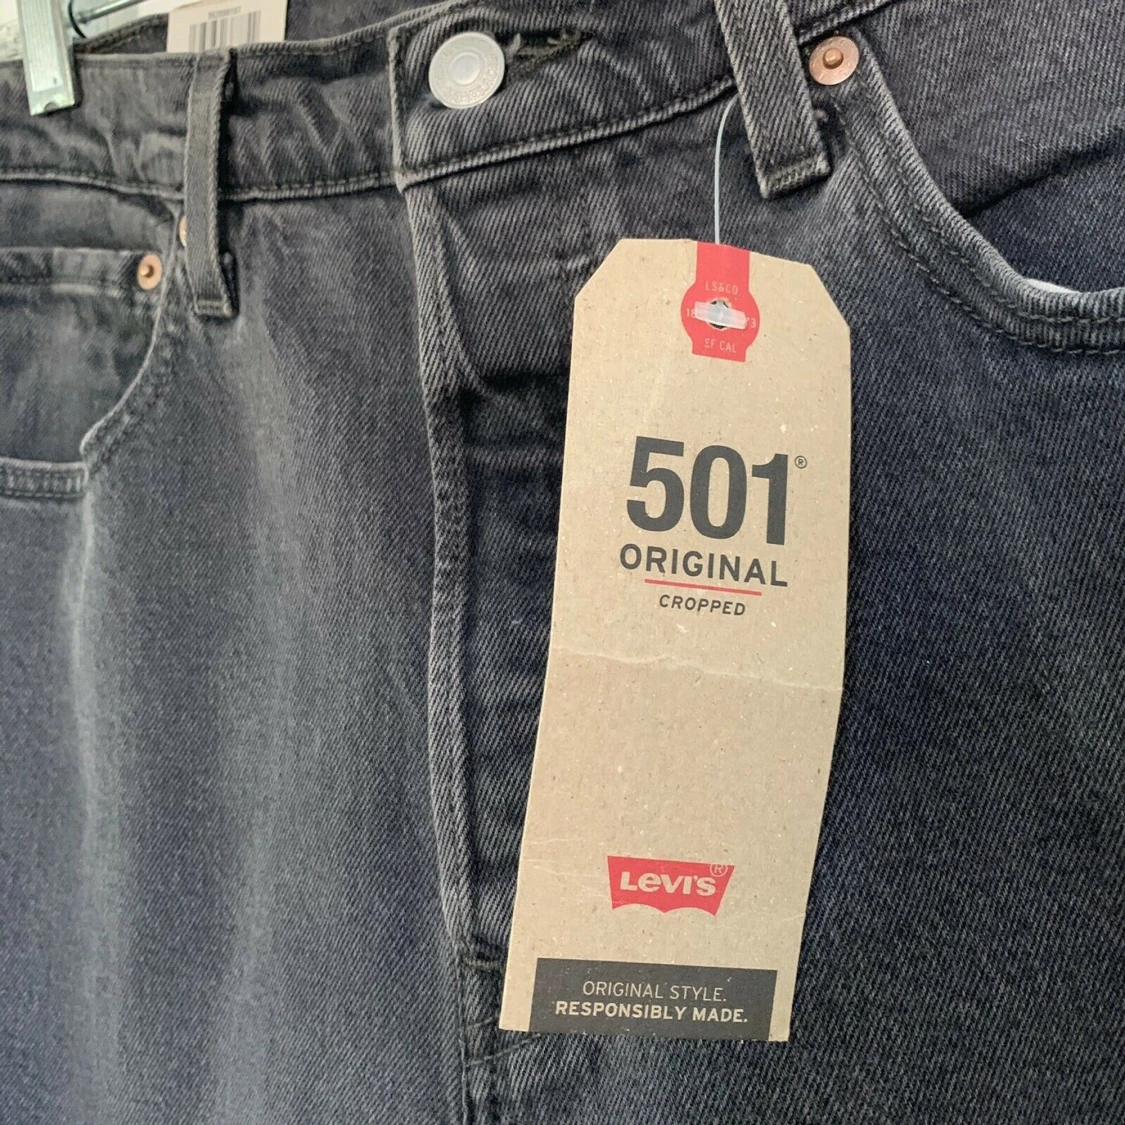 LS&CO
SF CAL
501®
ORIGINAL
CROPPED
Levi's®
ORIGINAL STYLE.
RESPONSIBLY MADE.